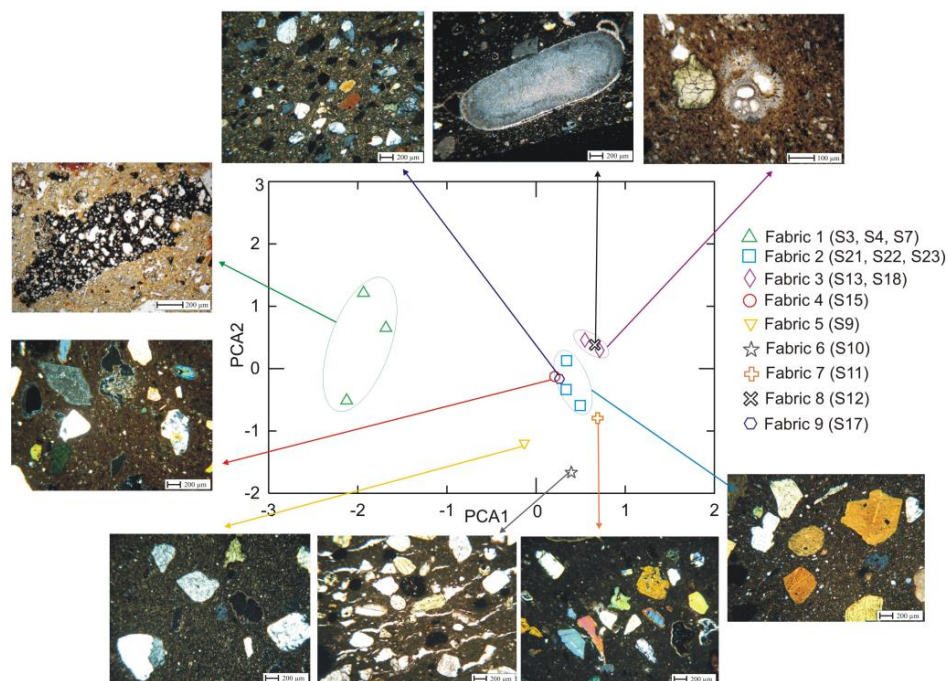 200 µm
200 µm
100 µm
200 µm
200 µm
3
2
1
0
-1
-2
PCA2
-3
-2
-1
0
1
2
PCA1
Fabric 1 (S3, S4, S7)
Fabric 2 (S21, S22, S23)
Fabric 3 (S13, S18)
Fabric 4 (S15)
Fabric 5 (S9)
Fabric 6 (S10)
Fabric 7 (S11)
Fabric 8 (S12)
Fabric 9 (S17)
200 µm
200 µm
200 µm
200 µm